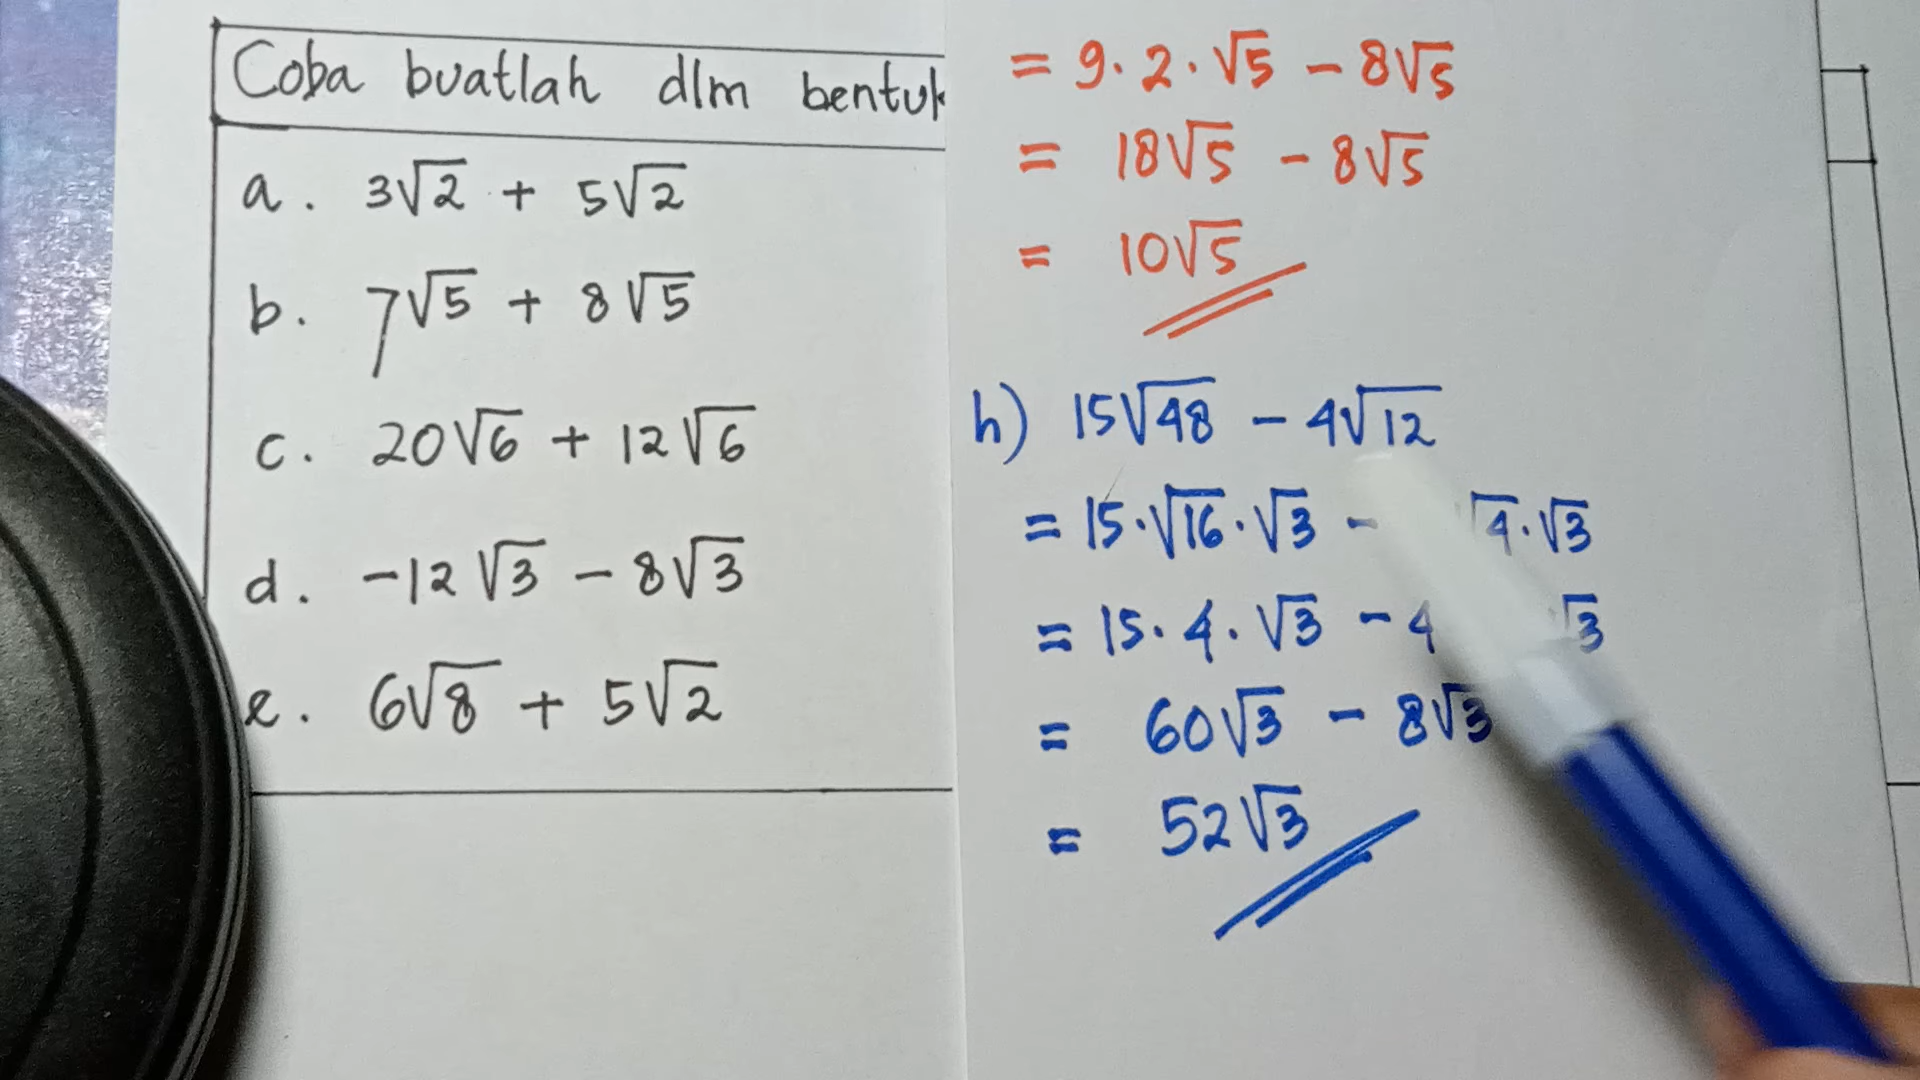 Coba buatlah dlm
a. 3√2 + 5√2
b. 7√5 + 8√5
c. 20√6 + 12√6
d. -12√3 - 8√3
e. 6√8 + 5√2
= 9.2.√5 - 8√5
= 18√5 - 8√5
= 10√5
h) 15√48 - 4√12
= 15.√16.√3 - √4.√3
= 15.4.√3 - 4 √3
= 60√3 - 8√3
= 52√3